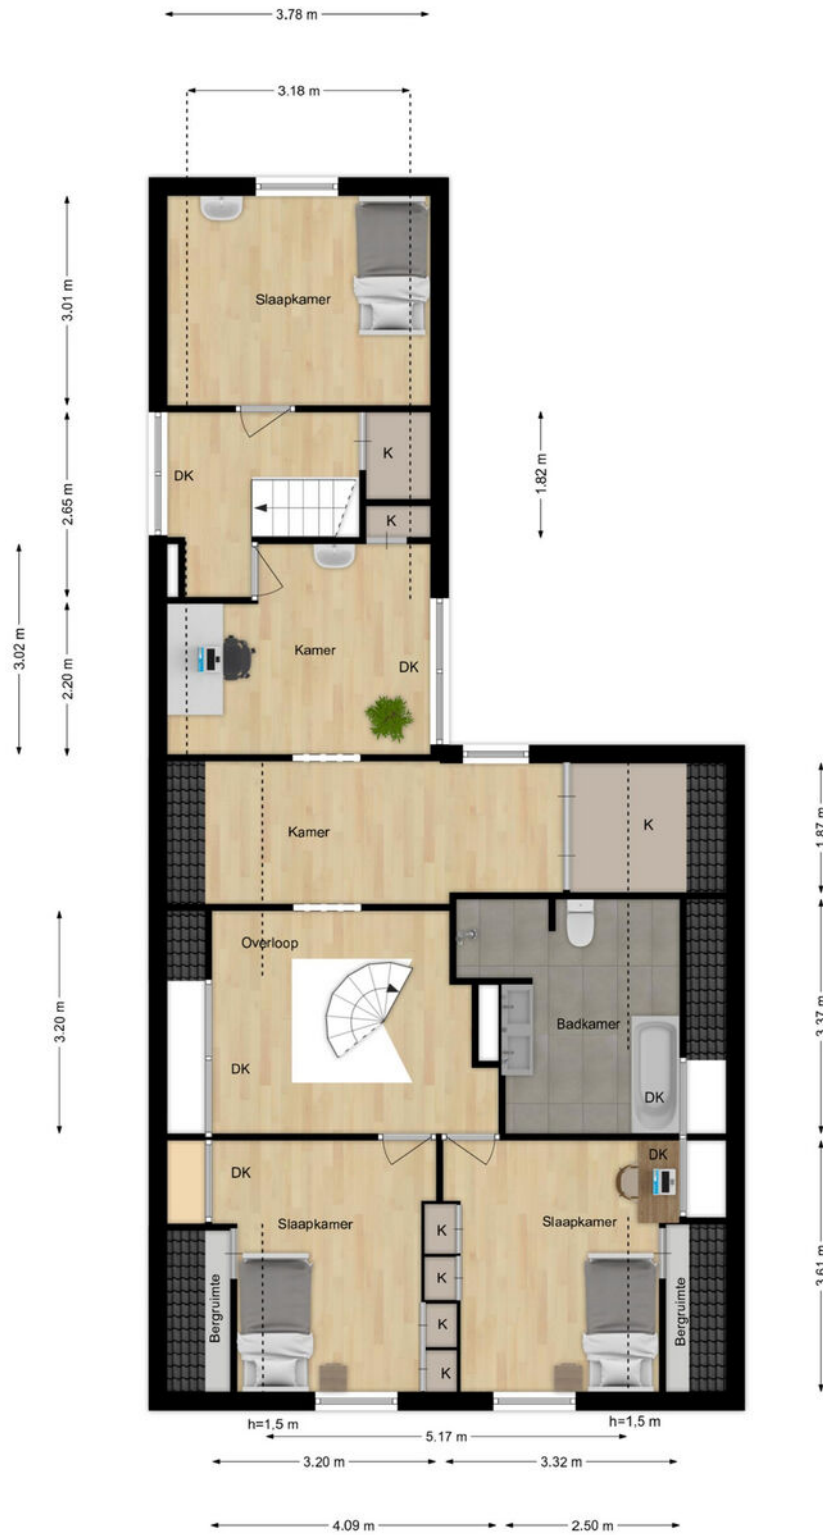 3.78 m
3.18 m
3.01 m
Slaapkamer
2.65 m
DK
K
1.82 m
K
3.02 m
2.20 m
Kamer
DK
Kamer
K
1.87 m
Overloop
3.20 m
DK
Badkamer
DK
3.37 m
DK
DK
Slaapkamer
Slaapkamer
K
K
K
K
Bergruimte
Bergruimte
3.61 m
h=1,5 m
h=1,5 m
5.17 m
3.20 m
3.32 m
4.09 m
2.50 m